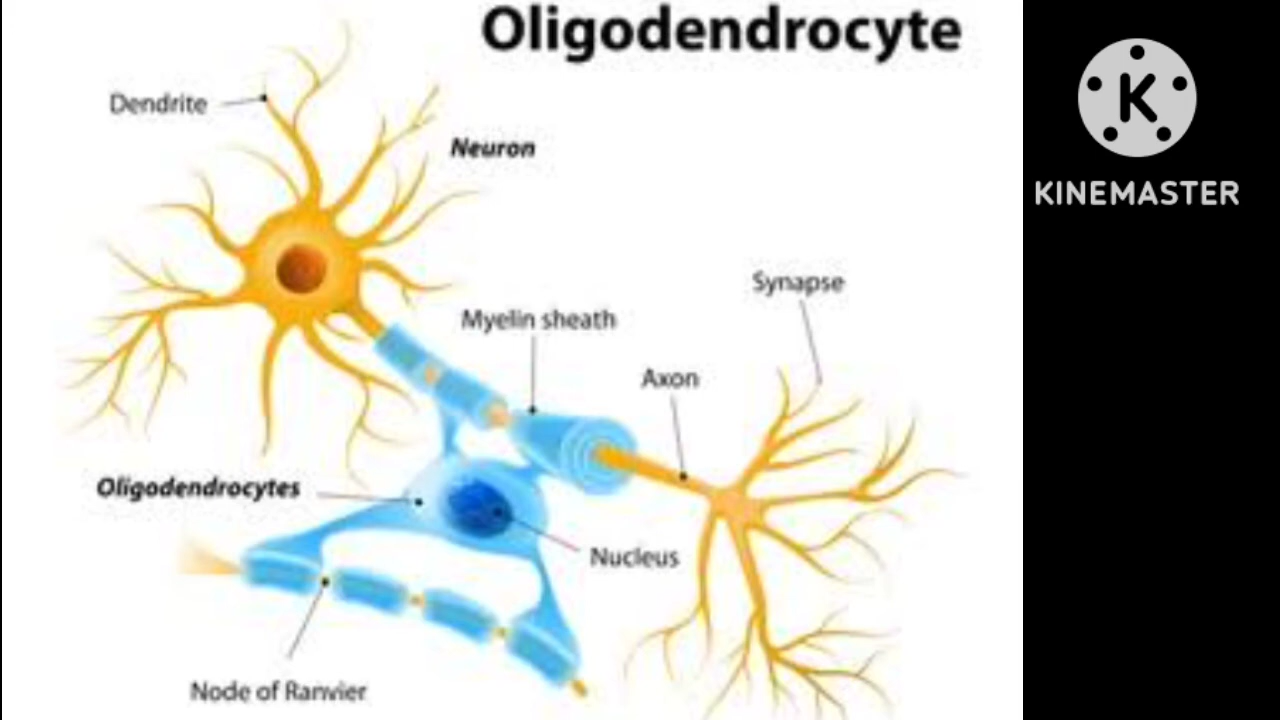 Oligodendrocyte
Dendrite
Neuron
K
KINEMASTER
Synapse
Myelin sheath
Axon
Oligodendrocytes
Nucleus
Node of Ranvier